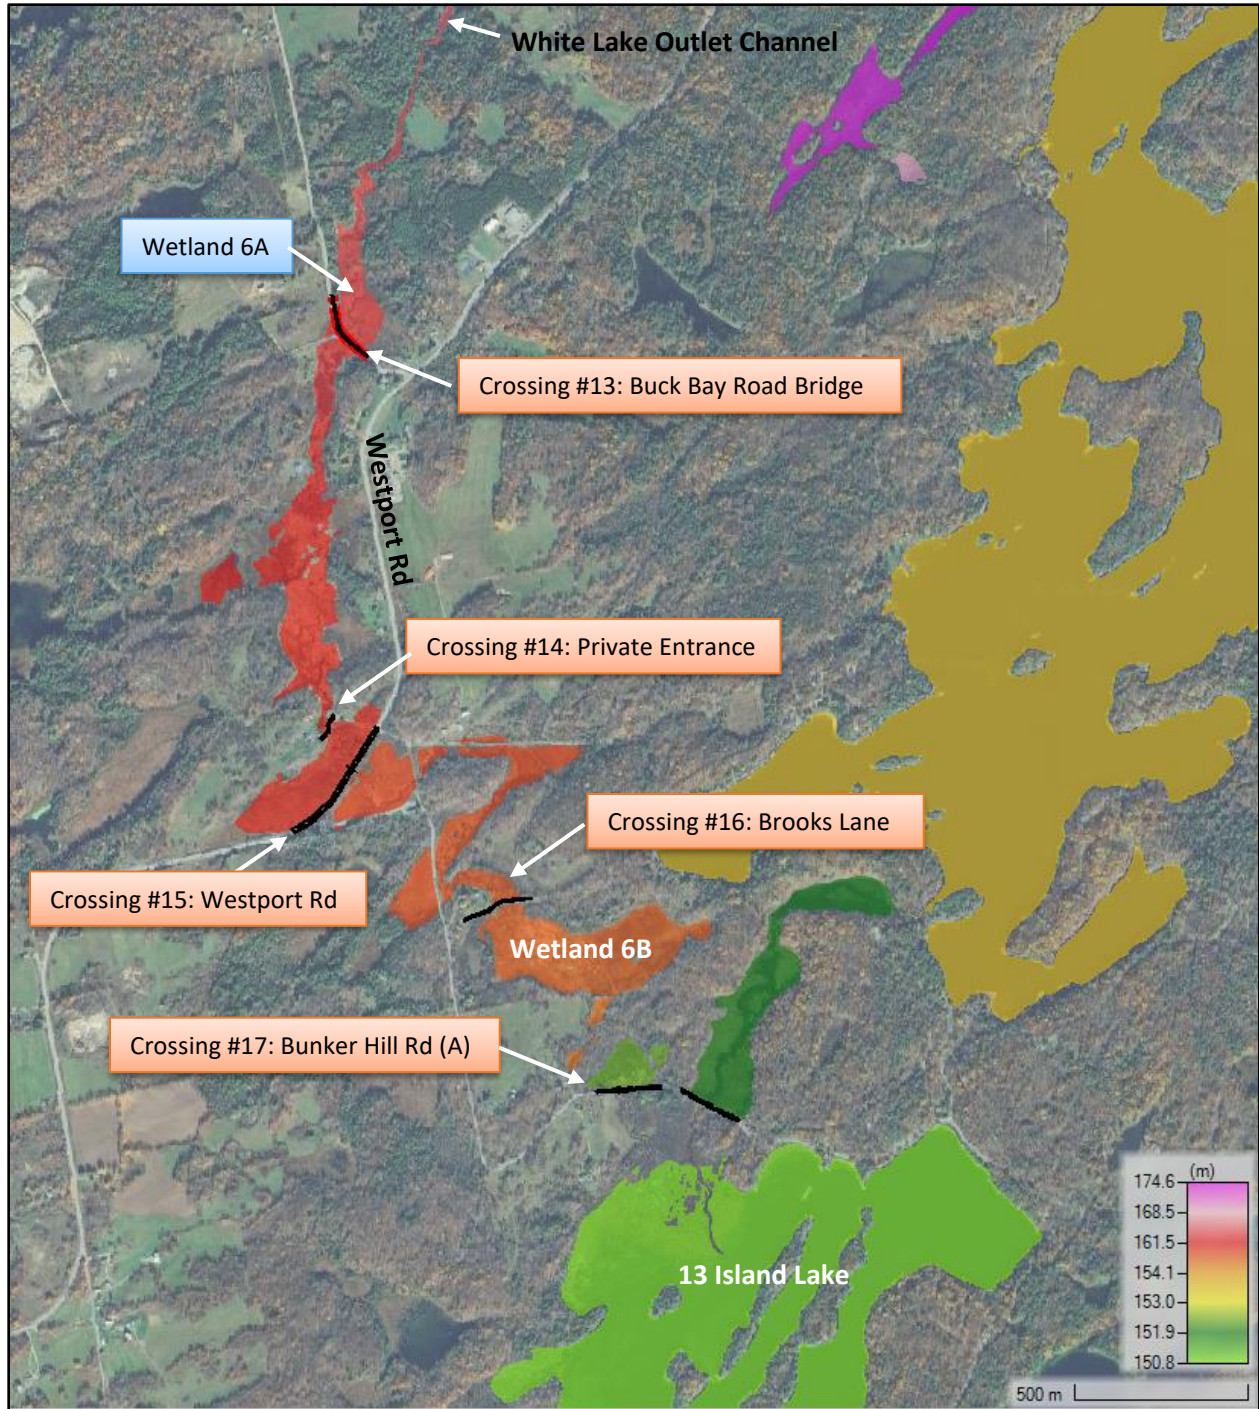 White Lake Outlet Channel
Wetland 6A
Crossing #13: Buck Bay Road Bridge
Westport Rd
Crossing #14: Private Entrance
Crossing #16: Brooks Lane
Crossing #15: Westport Rd
Wetland 6B
Crossing #17: Bunker Hill Rd (A)
13 Island Lake
(m)
174.6
168.5
161.5
154.1
153.0
151.9
150.8
500 m